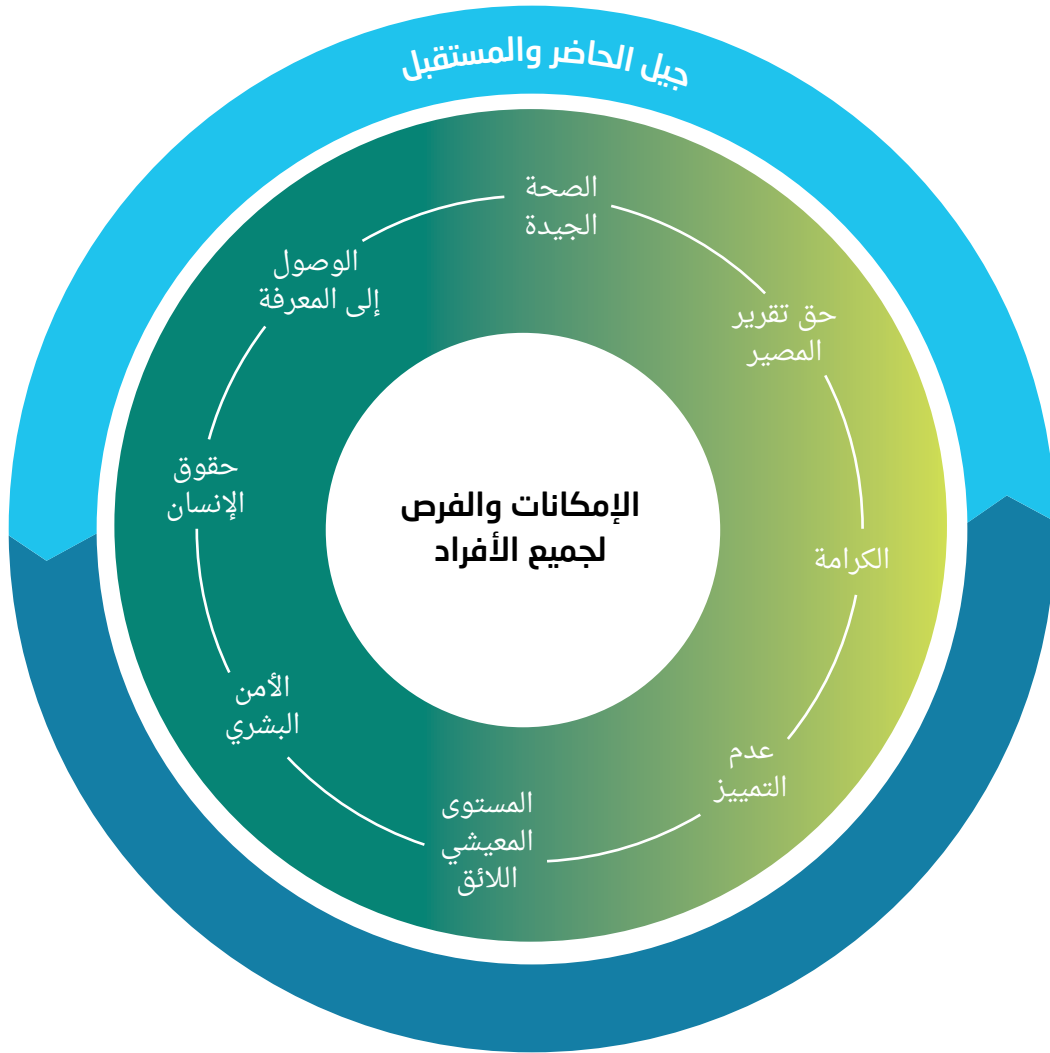 جيل الحاضر والمستقبل
الصحة
الجيدة
حق تقرير
المصير
الكرامة
عدم
التمييز
المستوى
المعيشي
اللائق
الأمن
البشري
حقوق
الإنسان
الوصول
إلى المعرفة
الإمكانات والفرص
لجميع الأفراد